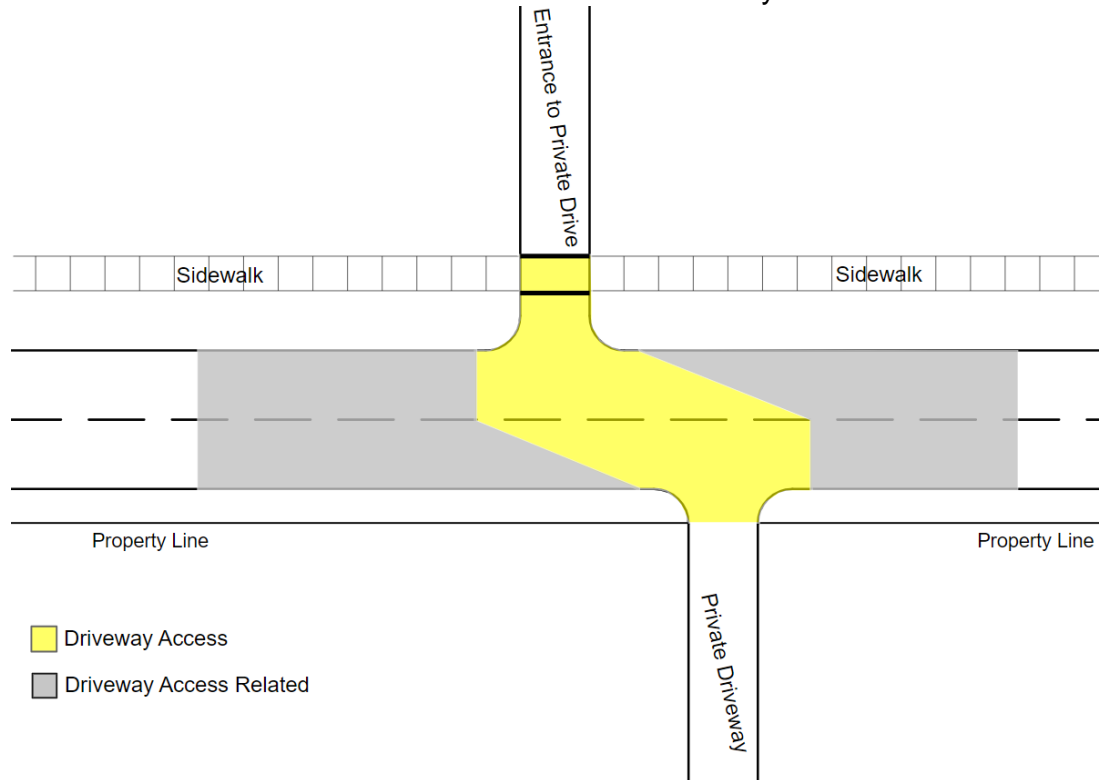 Entrance to Private Drive
Sidewalk
Sidewalk
Property Line
Property Line
Private Driveway
Driveway Access
Driveway Access Related